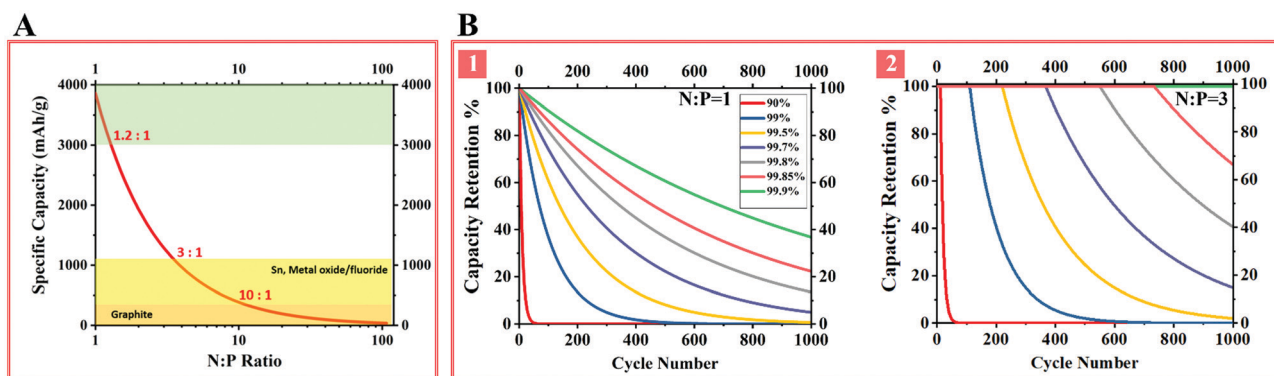 A
1 10 100
Specific Capacity (mAh/g)
4000 4000
1.2 : 1
3000 3000
2000 2000
4000 4000
3 : 1
1000 1000
Sn, Metal oxide/fluoride
10 : 1
Graphite
0 0
1 10 100
N:P Ratio
B
1
0 200 400 600 800 1000
N:P=1
Capacity Retention %
100 100
80 80
60 60
40 40
20 20
0 0
90%
99%
99.5%
99.7%
99.8%
99.85%
99.9%
0 200 400 600 800 1000
Cycle Number
2
0 200 400 600 800 1000
N:P=3
Capacity Retention %
100 100
80 80
60 60
40 40
20 20
0 0
0 200 400 600 800 1000
Cycle Number